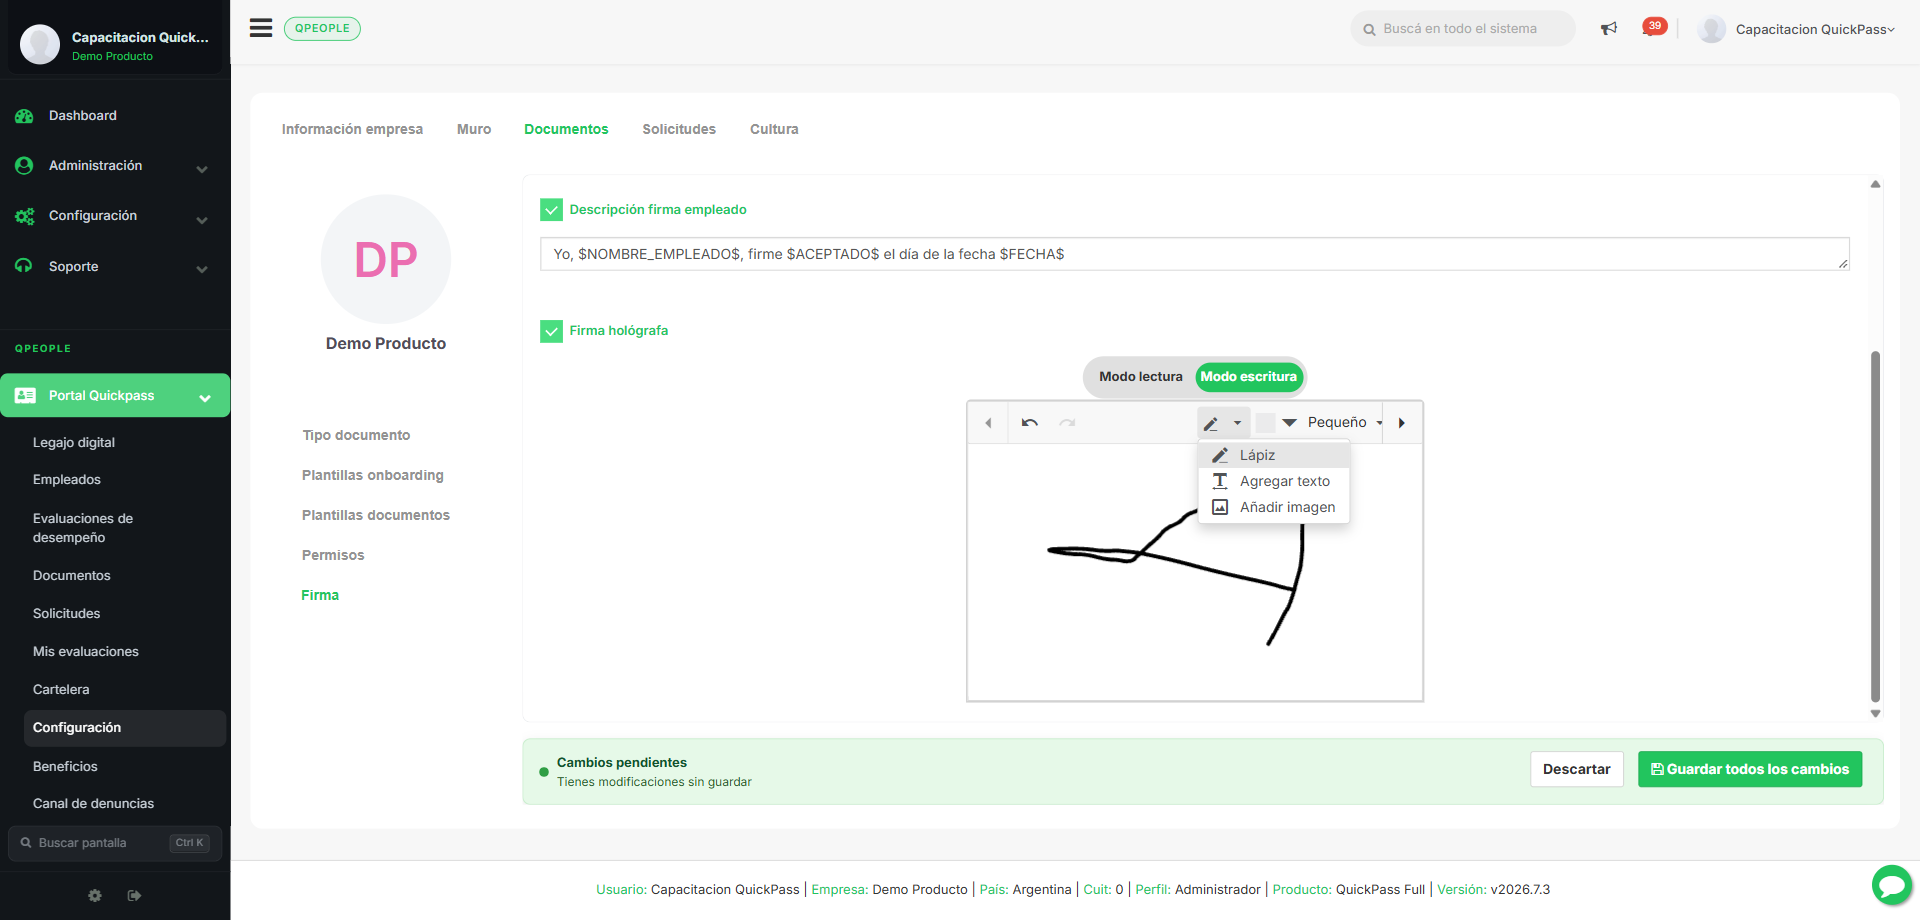 Capacitacion Quick...
Demo Producto
QPEOPLE
Buscá en todo el sistema
39
Capacitacion QuickPass
Dashboard
Administración
Configuración
Soporte
QPEOPLE
Portal Quickpass
Legajo digital
Empleados
Evaluaciones de
desempeño
Documentos
Solicitudes
Mis evaluaciones
Cartelera
Configuración
Beneficios
Canal de denuncias
Buscar pantalla
Ctrl K
Información empresa
Muro
Documentos
Solicitudes
Cultura
DP
Demo Producto
Tipo documento
Plantillas onboarding
Plantillas documentos
Permisos
Firma
Descripción firma empleado
Yo, $NOMBRE_EMPLEADO$, firme $ACEPTADO$ el día de la fecha $FECHA$
Firma hológrafa
Modo lectura
Modo escritura
Pequeño
Lápiz
Agregar texto
Añadir imagen
Cambios pendientes
Tienes modificaciones sin guardar
Descartar
Guardar todos los cambios
Usuario: Capacitacion QuickPass | Empresa: Demo Producto | País: Argentina | Cuit: 0 | Perfil: Administrador | Producto: QuickPass Full | Versión: v2026.7.3